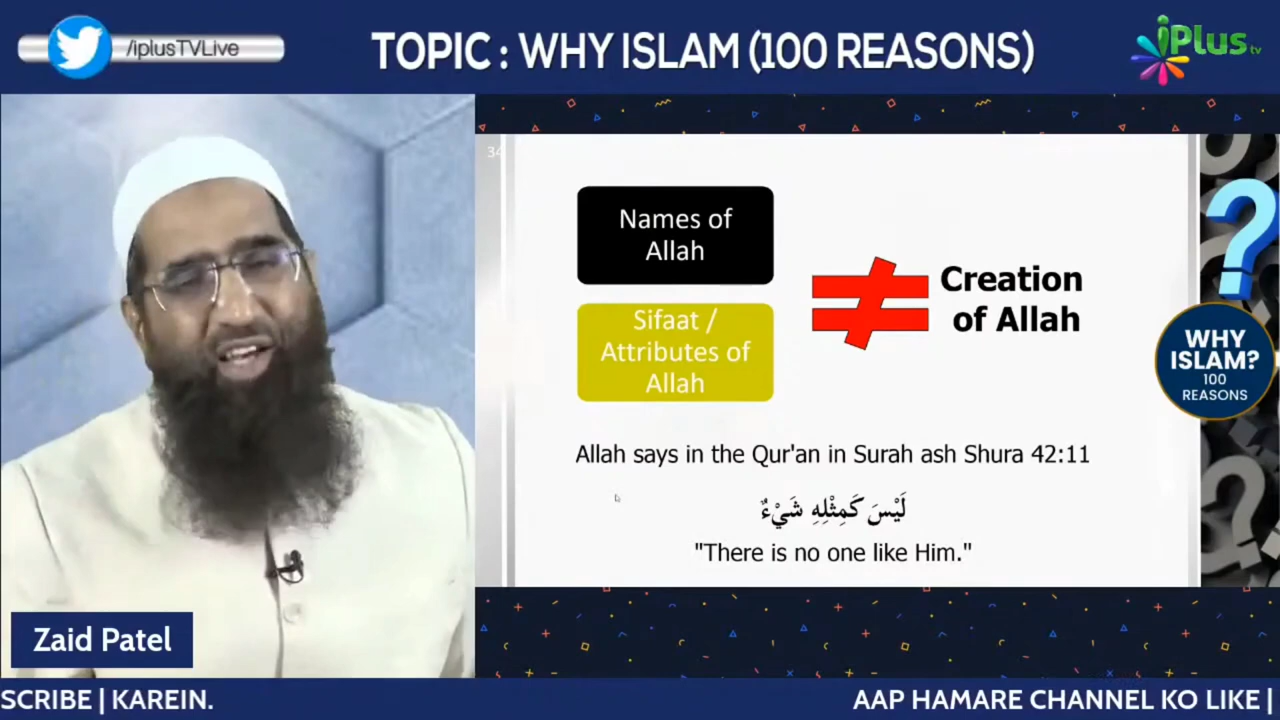 /iplusTVLive
TOPIC : WHY ISLAM (100 REASONS)
iPlus tv
34
Names of
Allah
Sifaat /
Attributes of
Allah
Creation
of Allah
Allah says in the Qur'an in Surah ash Shura 42:11
لَيْسَ كَمِثْلِهِ شَيْءٌ
"There is no one like Him."
WHY
ISLAM?
100
REASONS
Zaid Patel
SCRIBE | KAREIN.
AAP HAMARE CHANNEL KO LIKE |